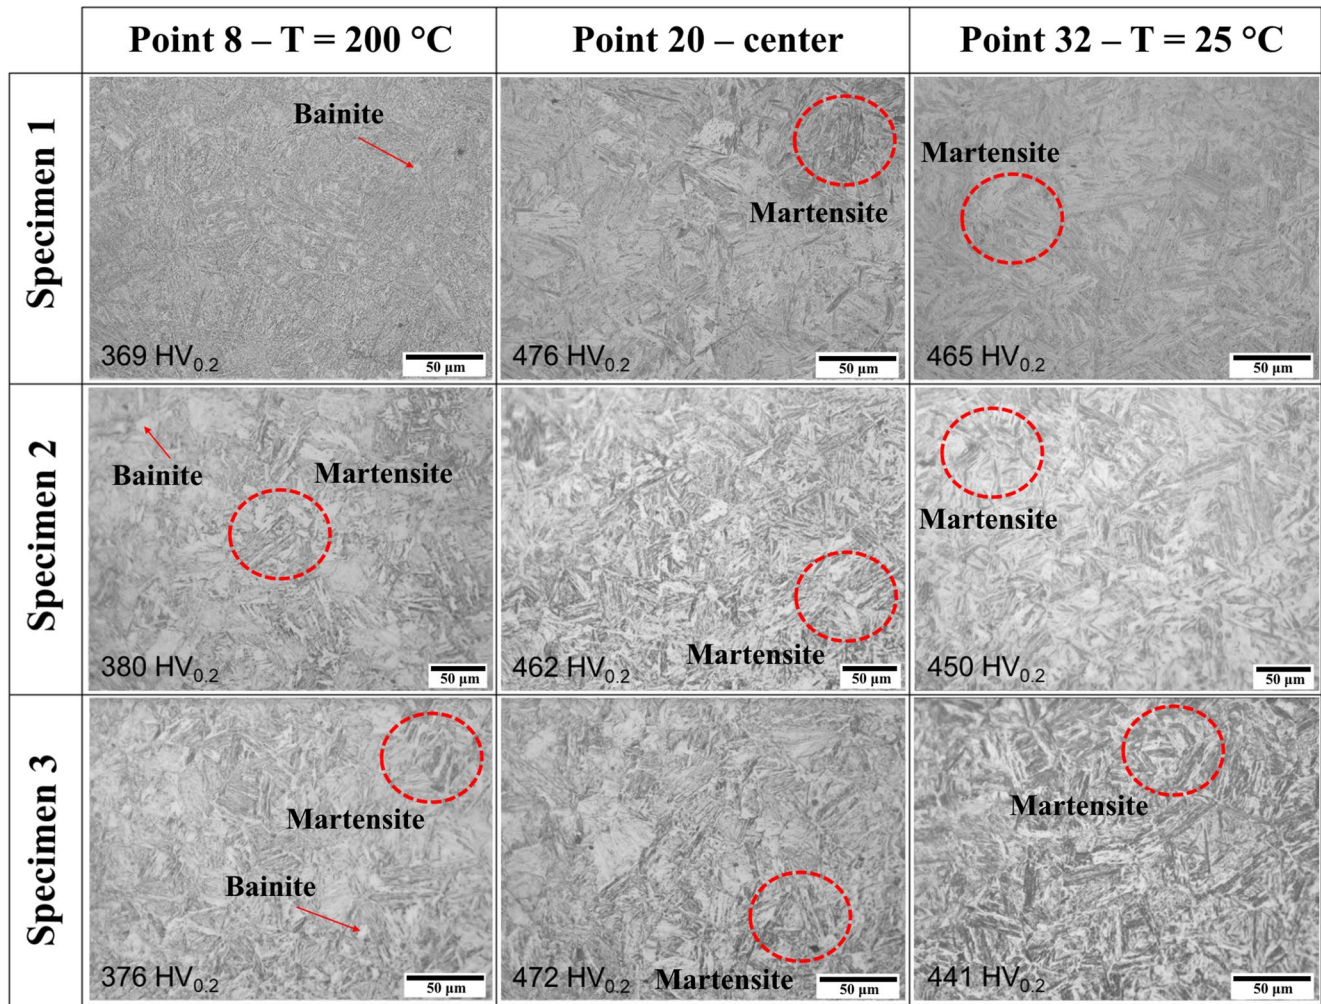 Point 8 – T = 200 °C
Point 20 – center
Point 32 – T = 25 °C
Specimen 1
Bainite
369 HV0.2
50 µm
Martensite
476 HV0.2
50 µm
Martensite
465 HV0.2
50 µm
Specimen 2
Bainite
Martensite
380 HV0.2
50 µm
Martensite
462 HV0.2
50 µm
Martensite
450 HV0.2
50 µm
Specimen 3
Martensite
Bainite
376 HV0.2
50 µm
Martensite
472 HV0.2
50 µm
Martensite
441 HV0.2
50 µm